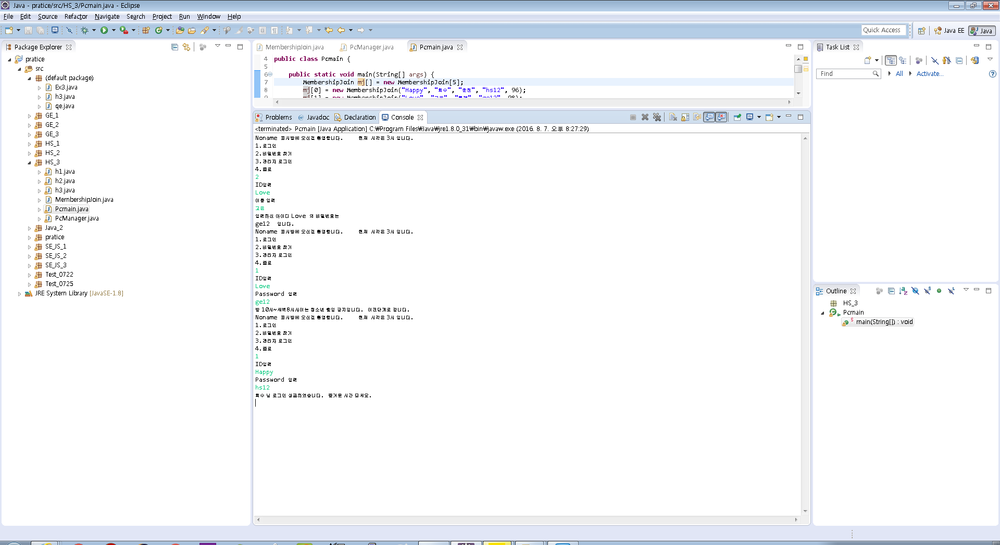 Java - pratice/src/HS_3/Pcmain.java - Eclipse
File Edit Source Refactor Navigate Search Project Run Window Help
Quick Access
Java EE
Java
Package Explorer
pratice
src
(default package)
Ex3.java
h3.java
qe.java
GE_1
GE_2
GE_3
HS_1
HS_2
HS_3
h1.java
h2.java
h3.java
MembershipJoin.java
Pcmain.java
PcManager.java
Java_2
pratice
SE_JS_1
SE_JS_2
SE_JS_3
Test_0722
Test_0725
JRE System Library [JavaSE-1.8]
MembershipJoin.java PcManager.java Pcmain.java
4 public class Pcmain {
5
6 public static void main(String[] args) {
7 MembershipJoin mj[] = new MembershipJoin[5];
8 mj[0] = new MembershipJoin("Happy", "희수", "춘천", "hs12", 96);
mj[1] = new MembershipJoin("Love", "고은", "ge12", 98);
Problems @ Javadoc Declaration Console
<terminated> Pcmain [Java Application] C:₩Program Files₩Java₩jre1.8.0_31₩bin₩javaw.exe (2016. 8. 7. 오후 8:27:29)
Noname 피시방에 오신걸 환영합니다. 현재 시각은 3시 입니다.
1.로그인
2.비밀번호 찾기
3.관리자 로그인
4.종료
2
ID입력
Love
이름 입력
고은
입력하신 아이디 Love 의 비밀번호는
ge12 입니다.
Noname 피시방에 오신걸 환영합니다. 현재 시각은 3시 입니다.
1.로그인
2.비밀번호 찾기
3.관리자 로그인
4.종료
1
ID입력
Love
Password 입력
ge12
밤 10시~새벽8시사이는 청소년 출입 금지입니다. 이전단계로 갑니다.
Noname 피시방에 오신걸 환영합니다. 현재 시각은 3시 입니다.
1.로그인
2.비밀번호 찾기
3.관리자 로그인
4.종료
1
ID입력
Happy
Password 입력
hs12
희수 님 로그인 성공하였습니다. 즐거운 시간 되세요.
Task List
Find
All
Activate...
Outline
HS_3
Pcmain
main(String[]) : void